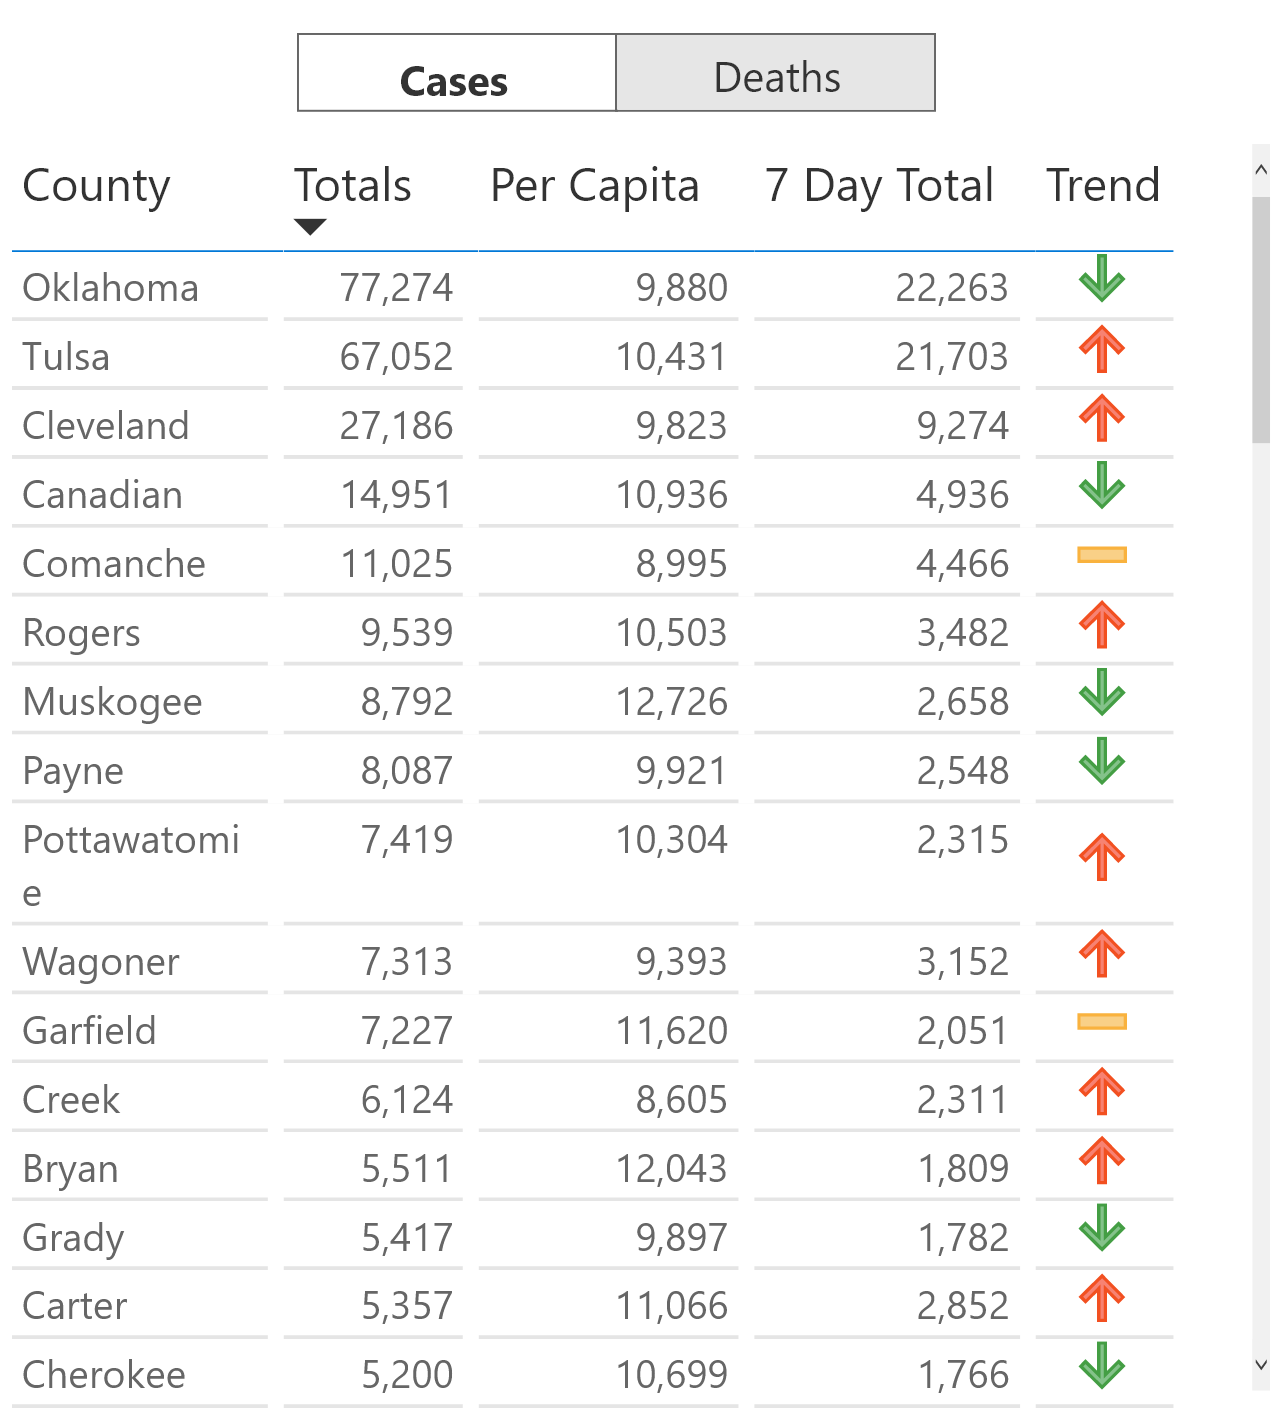 Cases Deaths
County Totals Per Capita 7 Day Total Trend
Oklahoma 77,274 9,880 22,263
Tulsa 67,052 10,431 21,703
Cleveland 27,186 9,823 9,274
Canadian 14,951 10,936 4,936
Comanche 11,025 8,995 4,466
Rogers 9,539 10,503 3,482
Muskogee 8,792 12,726 2,658
Payne 8,087 9,921 2,548
Pottawatomi 7,419 10,304 2,315
e
Wagoner 7,313 9,393 3,152
Garfield 7,227 11,620 2,051
Creek 6,124 8,605 2,311
Bryan 5,511 12,043 1,809
Grady 5,417 9,897 1,782
Carter 5,357 11,066 2,852
Cherokee 5,200 10,699 1,766